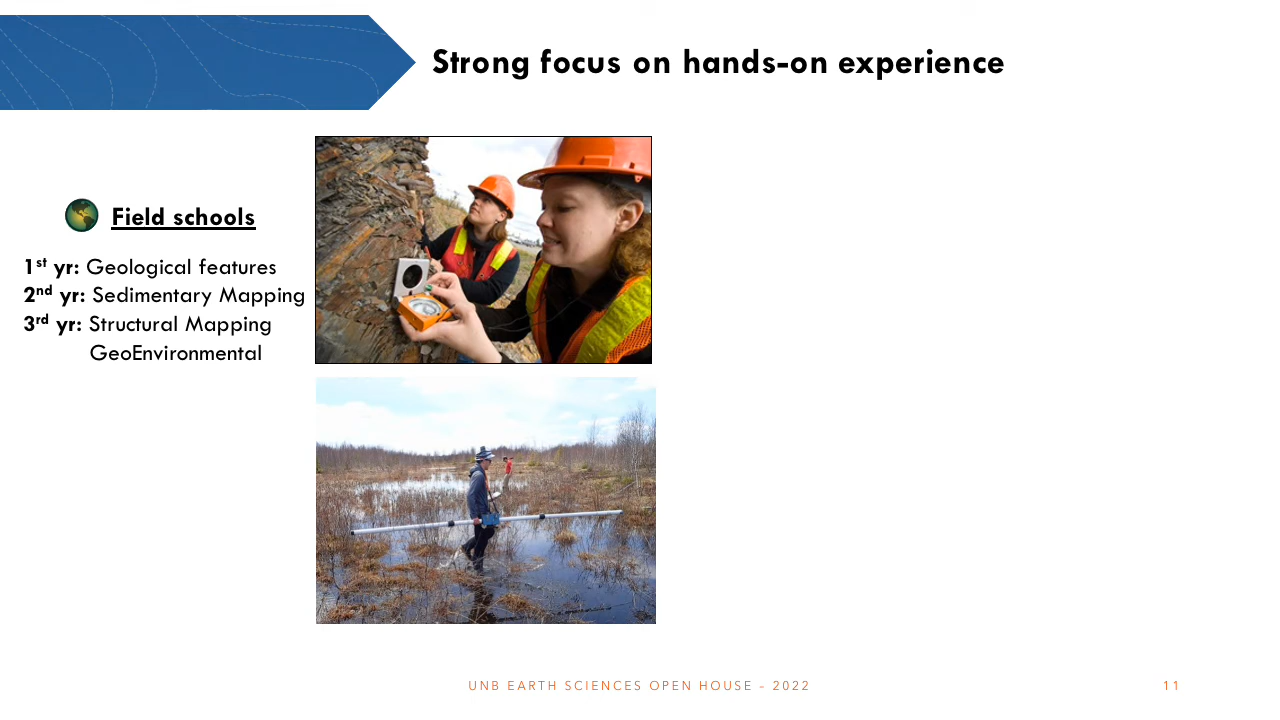 Strong focus on hands-on experience
Field schools
1st yr: Geological features
2nd yr: Sedimentary Mapping
3rd yr: Structural Mapping
GeoEnvironmental
UNB EARTH SCIENCES OPEN HOUSE – 2022
11